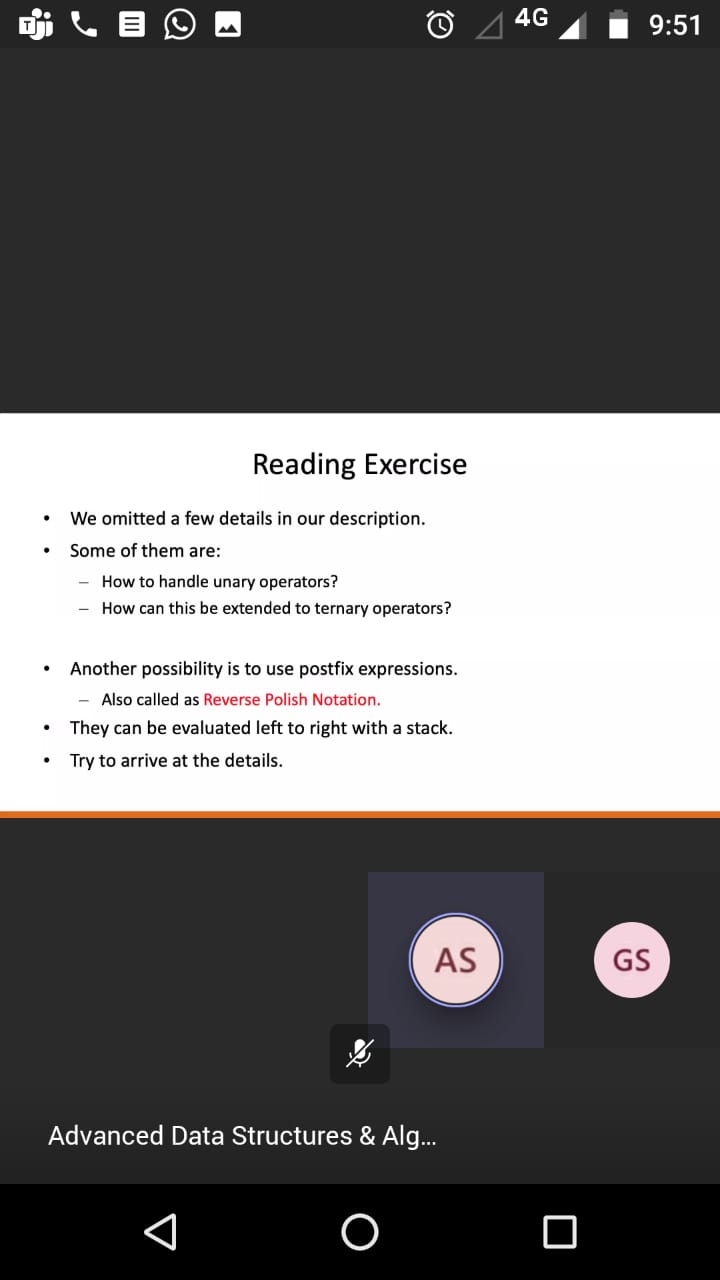 4G 9:51
Reading Exercise
• We omitted a few details in our description.
• Some of them are:
– How to handle unary operators?
– How can this be extended to ternary operators?
• Another possibility is to use postfix expressions.
– Also called as Reverse Polish Notation.
• They can be evaluated left to right with a stack.
• Try to arrive at the details.
AS GS
Advanced Data Structures & Alg...